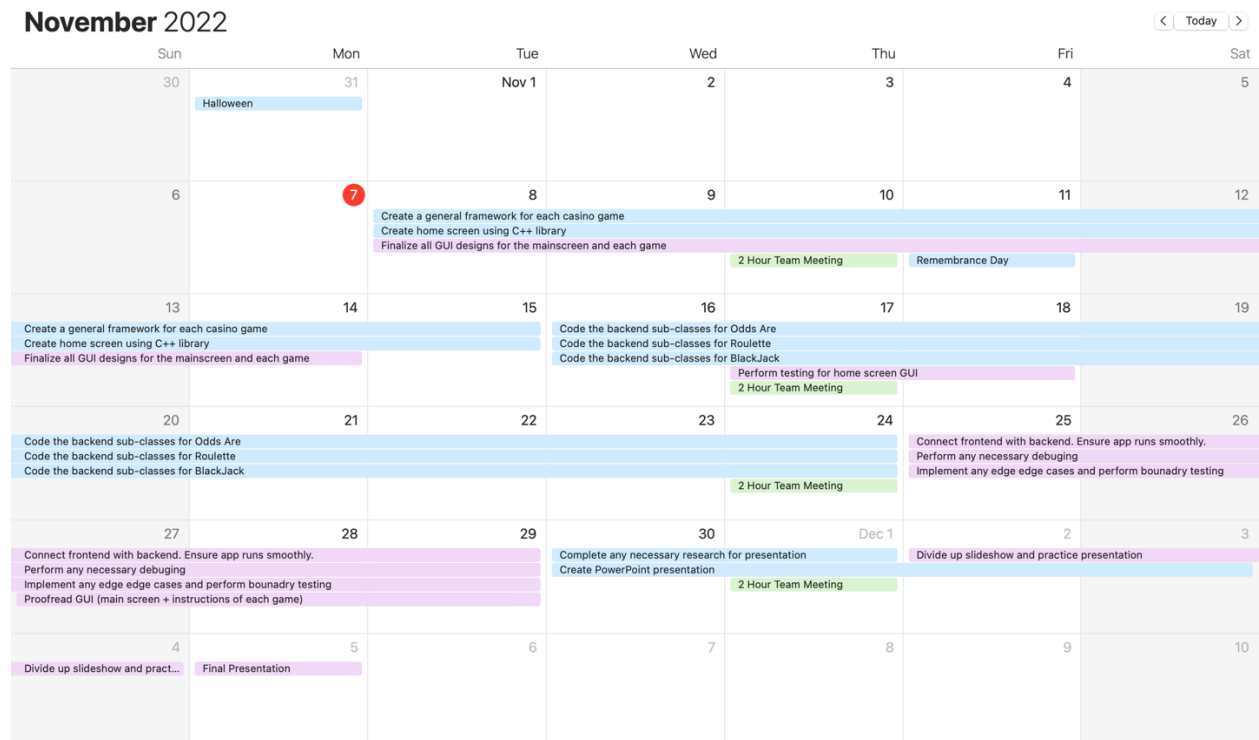 November 2022
Today
Sun Mon Tue Wed Thu Fri Sat
30 31 Nov 1 2 3 4 5
Halloween
6 7 8 9 10 11 12
Create a general framework for each casino game
Create home screen using C++ library
Finalize all GUI designs for the mainscreen and each game
2 Hour Team Meeting Remembrance Day
13 14 15 16 17 18 19
Create a general framework for each casino game Code the backend sub-classes for Odds Are
Create home screen using C++ library Code the backend sub-classes for Roulette
Finalize all GUI designs for the mainscreen and each game Code the backend sub-classes for BlackJack
Perform testing for home screen GUI
2 Hour Team Meeting
20 21 22 23 24 25 26
Code the backend sub-classes for Odds Are Connect frontend with backend. Ensure app runs smoothly.
Code the backend sub-classes for Roulette Perform any necessary debuging
Code the backend sub-classes for BlackJack Implement any edge edge cases and perform bounadry testing
2 Hour Team Meeting
27 28 29 30 Dec 1 2 3
Connect frontend with backend. Ensure app runs smoothly. Complete any necessary research for presentation Divide up slideshow and practice presentation
Perform any necessary debuging Create PowerPoint presentation
Implement any edge edge cases and perform bounadry testing 2 Hour Team Meeting
Proofread GUI (main screen + instructions of each game)
4 5 6 7 8 9 10
Divide up slideshow and pract... Final Presentation